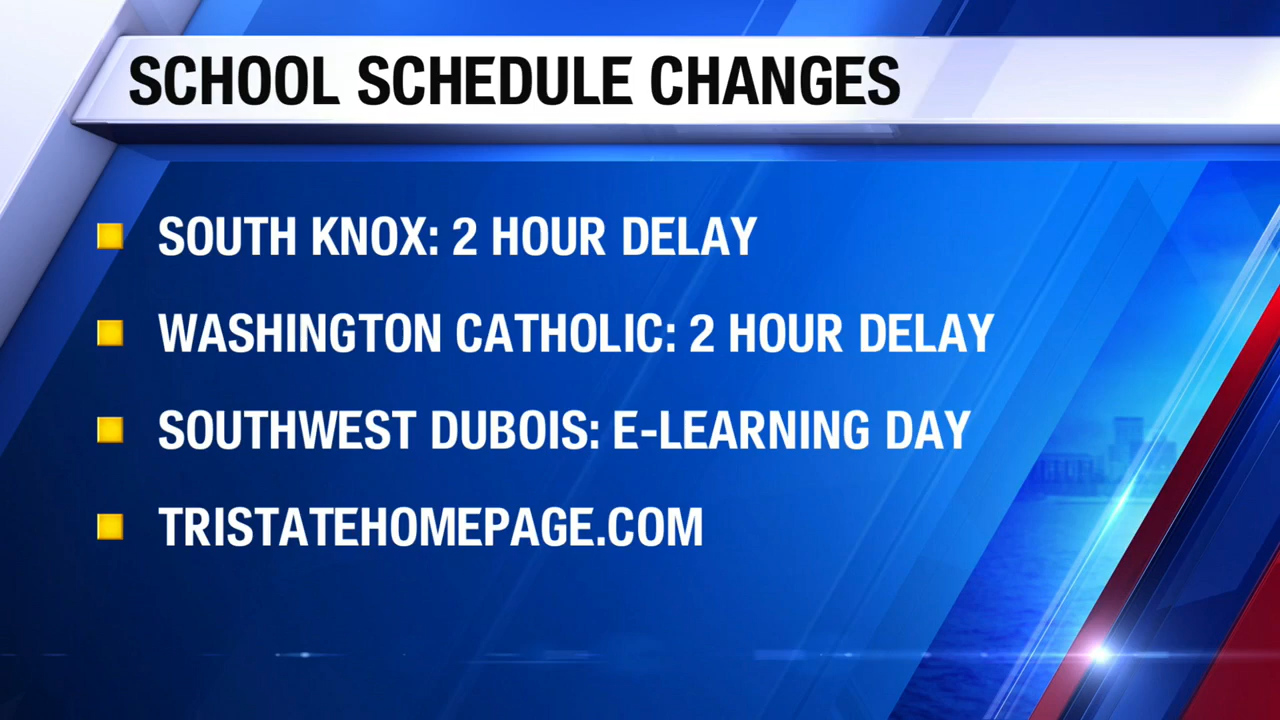 SCHOOL SCHEDULE CHANGES
SOUTH KNOX: 2 HOUR DELAY
WASHINGTON CATHOLIC: 2 HOUR DELAY
SOUTHWEST DUBOIS: E-LEARNING DAY
TRISTATEHOMEPAGE.COM